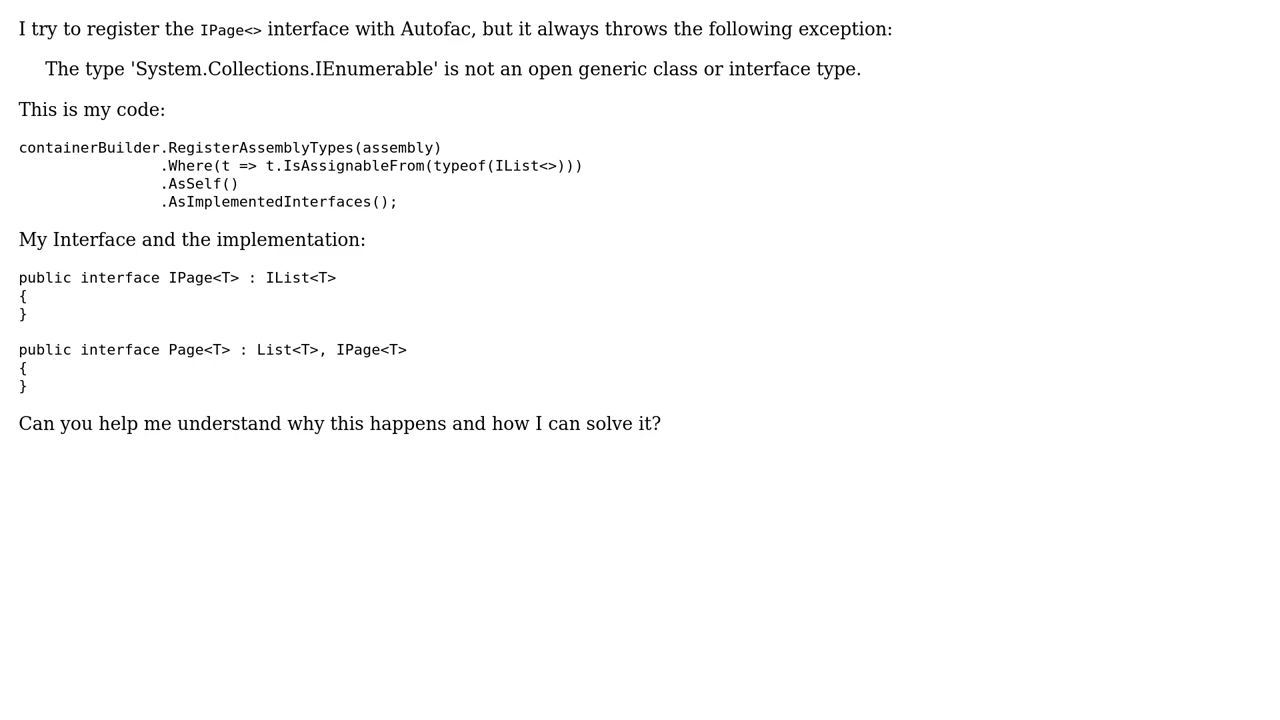 I try to register the IPage<> interface with Autofac, but it always throws the following exception:
The type 'System.Collections.IEnumerable' is not an open generic class or interface type.
This is my code:
containerBuilder.RegisterAssemblyTypes(assembly)
                .Where(t => t.IsAssignableFrom(typeof(IList<>)))
                .AsSelf()
                .AsImplementedInterfaces();
My Interface and the implementation:
public interface IPage<T> : IList<T>
{
}
public interface Page<T> : List<T>, IPage<T>
{
}
Can you help me understand why this happens and how I can solve it?